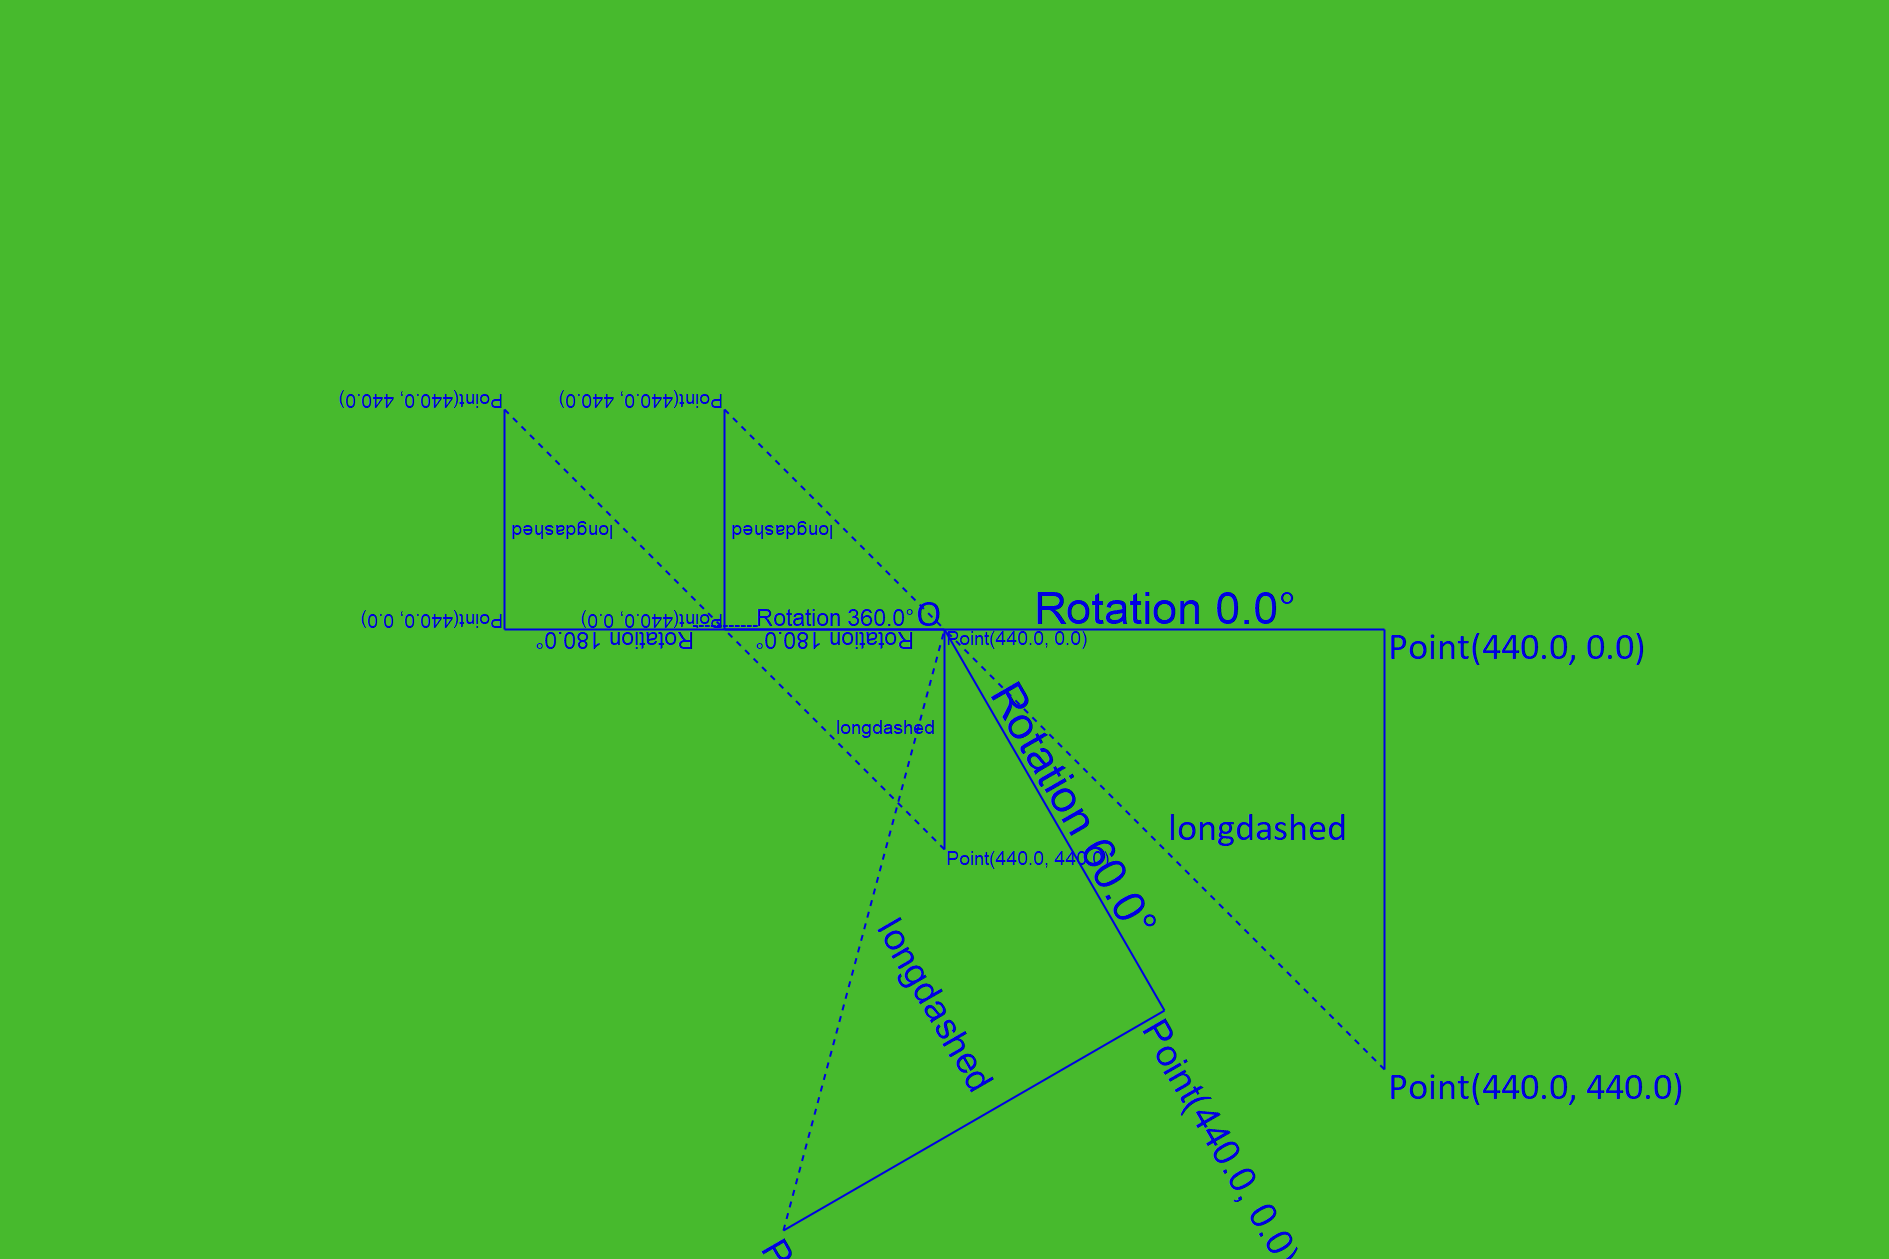 Point(440.0, 440.0)
Point(440.0, 440.0)
longdashed
longdashed
Rotation 0.0°
O
Rotation 360.0°
Point(440.0, 0.0)
Point(440.0, 0.0)
Rotation 180.0°
Rotation 180.0°
Point(440.0, 0.0)
Point(440.0, 0.0)
longdashed
Rotation 60.0°
longdashed
Point(440.0, 440.0)
longdashed
Point(440.0, 0.0)
Point(440.0, 440.0)
P